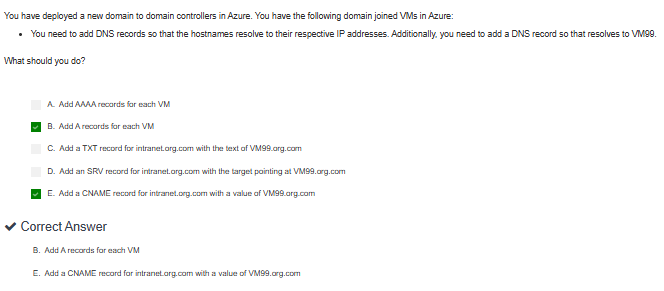 You have deployed a new domain to domain controllers in Azure. You have the following domain joined VMs in Azure:
• You need to add DNS records so that the hostnames resolve to their respective IP addresses. Additionally, you need to add a DNS record so that resolves to VM99.
What should you do?
A. Add AAAA records for each VM
B. Add A records for each VM
C. Add a TXT record for intranet.org.com with the text of VM99.org.com
D. Add an SRV record for intranet.org.com with the target pointing at VM99.org.com
E. Add a CNAME record for intranet.org.com with a value of VM99.org.com
Correct Answer
B. Add A records for each VM
E. Add a CNAME record for intranet.org.com with a value of VM99.org.com